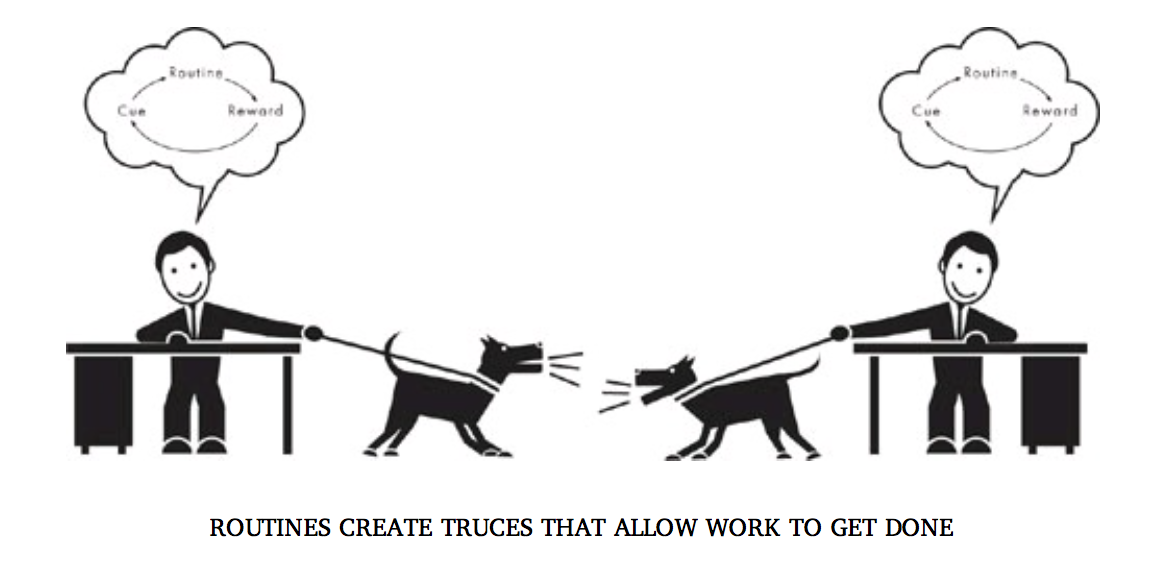 Routine
Cue
Reward
Routine
Cue
Reward
ROUTINES CREATE TRUCES THAT ALLOW WORK TO GET DONE